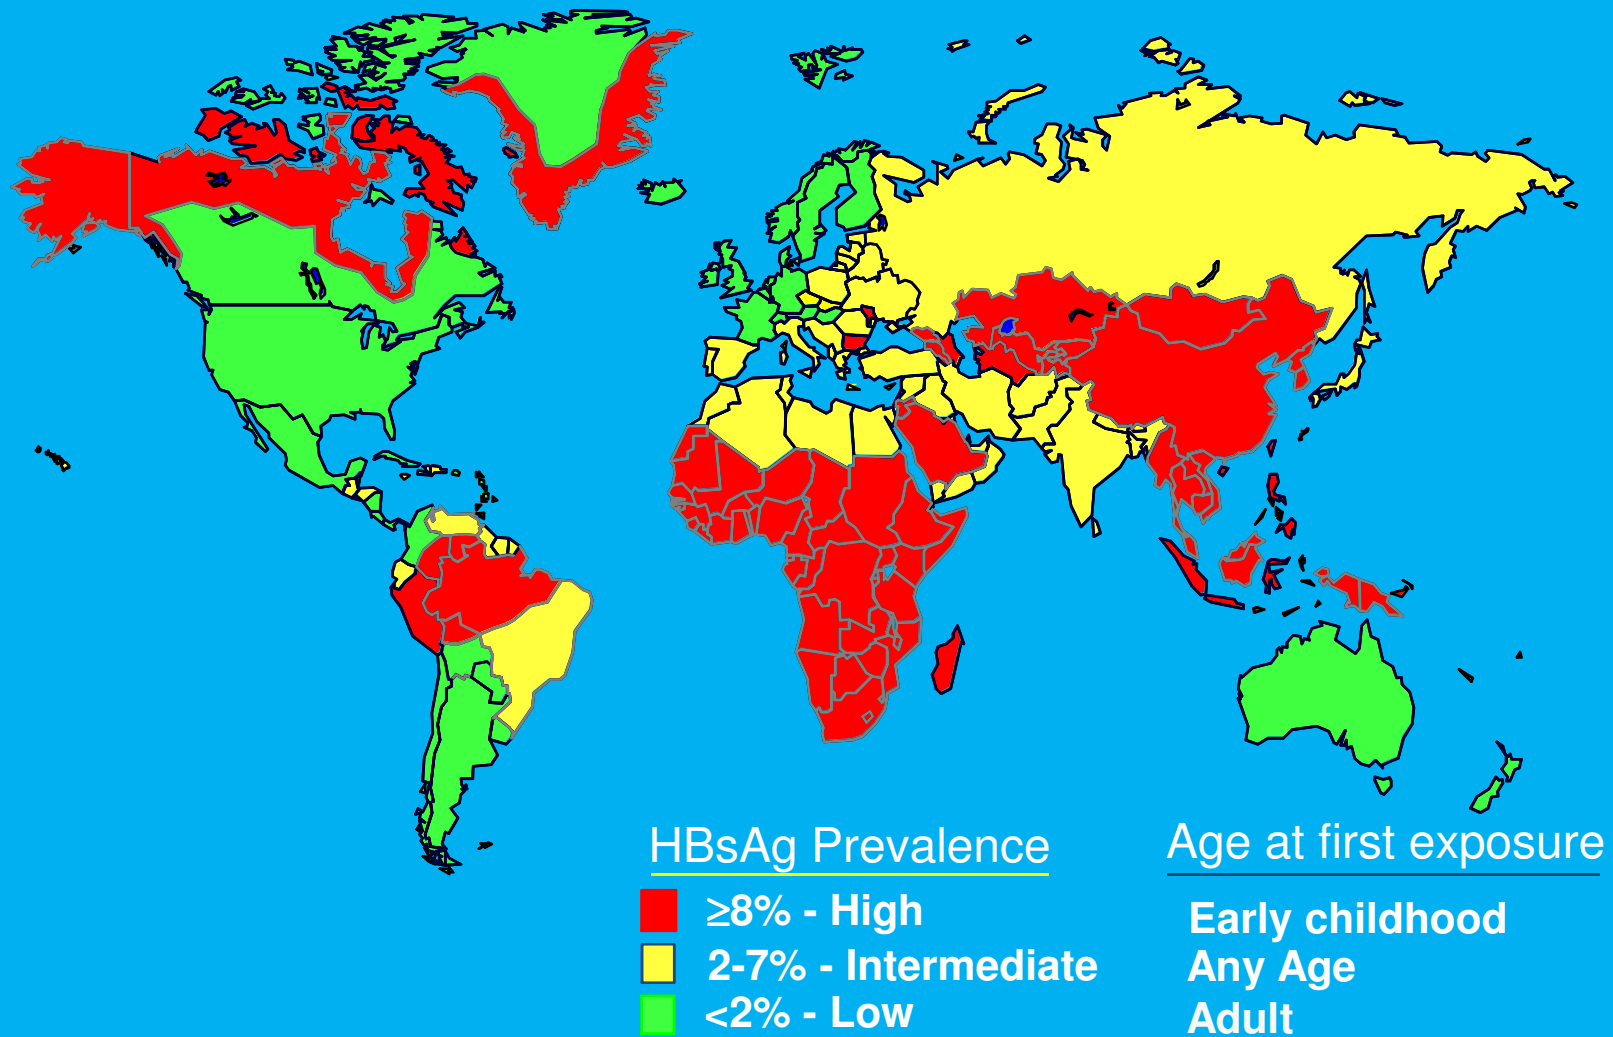 HBsAg Prevalence
Age at first exposure
≥8% - High
Early childhood
2-7% - Intermediate
Any Age
<2% - Low
Adult